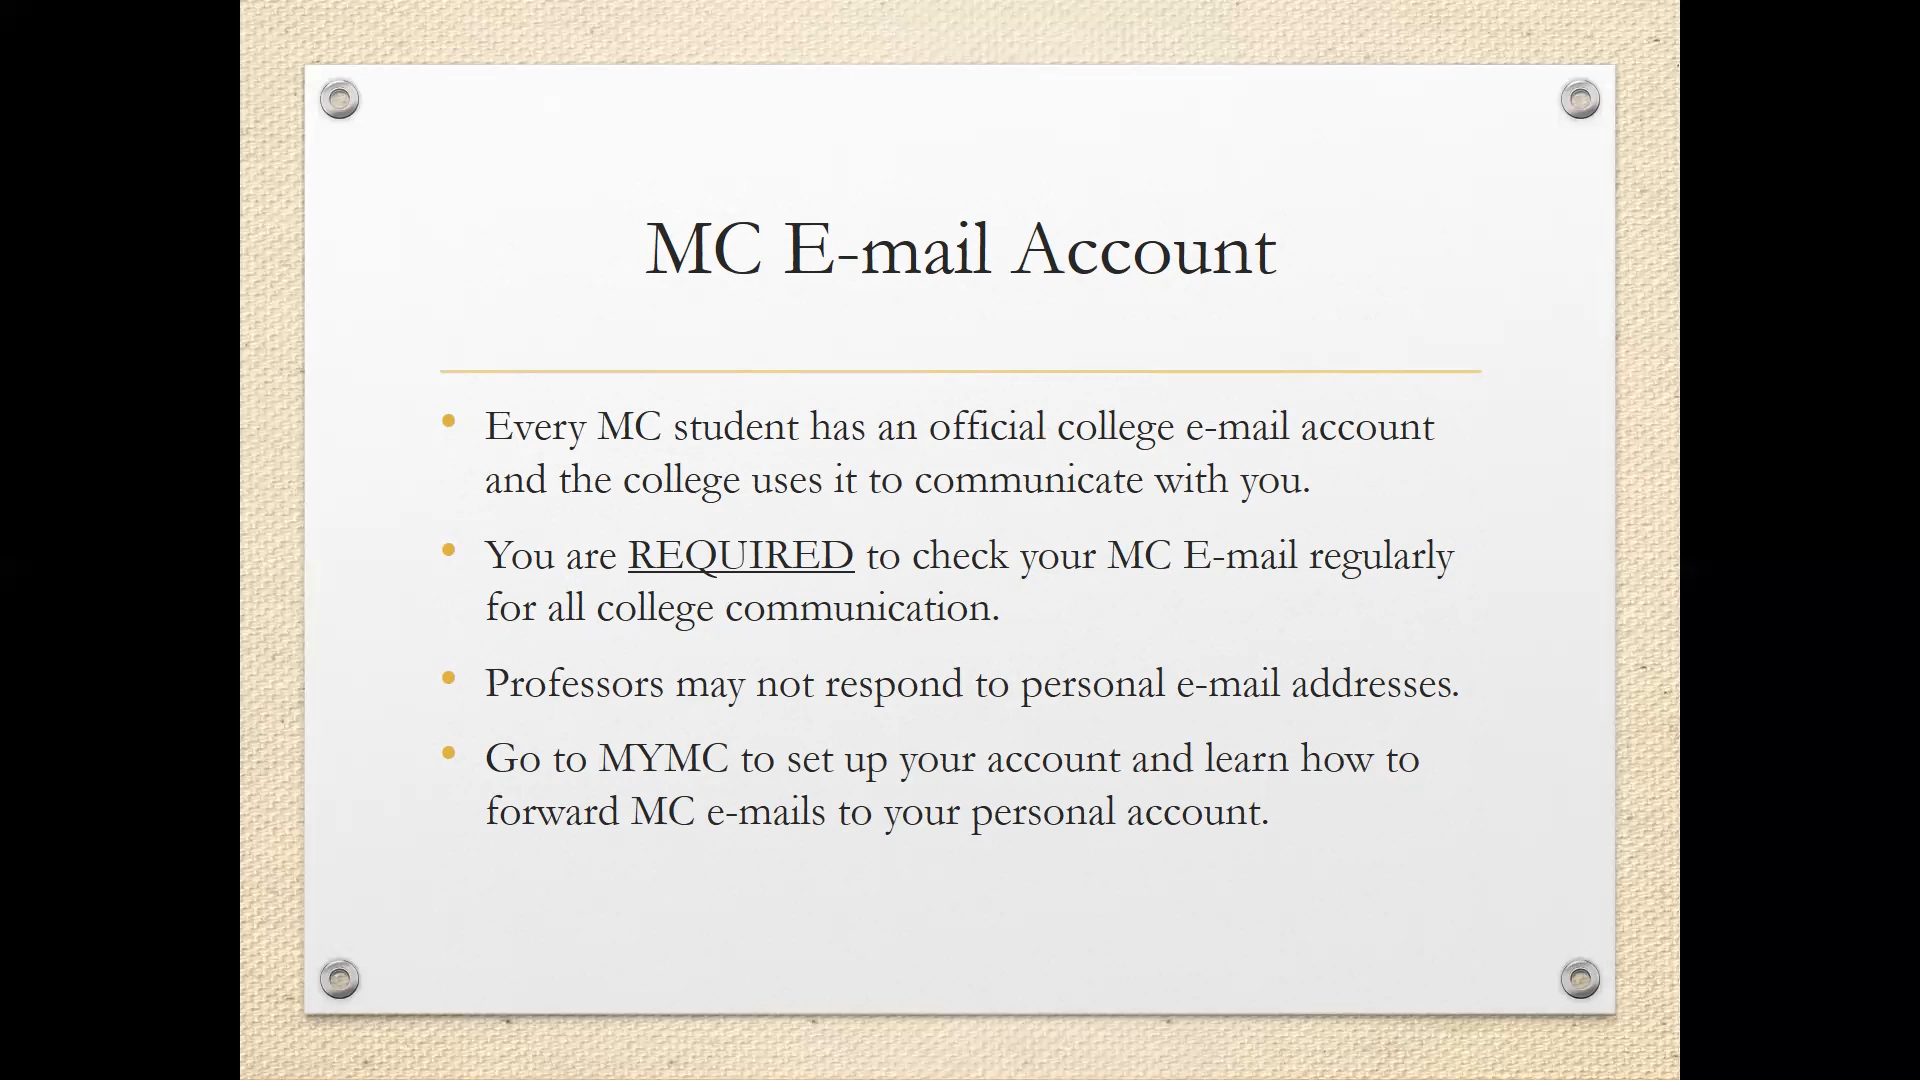 MC E-mail Account
• Every MC student has an official college e-mail account
and the college uses it to communicate with you.
• You are REQUIRED to check your MC E-mail regularly
for all college communication.
• Professors may not respond to personal e-mail addresses.
• Go to MYMC to set up your account and learn how to
forward MC e-mails to your personal account.